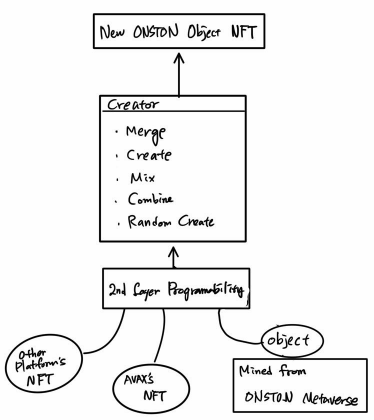 New ONSTON Object NFT
Creator
· Merge
· Create
· Mix
· Combine
· Random Create
2nd Layer Programability
Other
Platform's
NFT
AVAX's
NFT
object
Mined from
ONSTON Metaverse